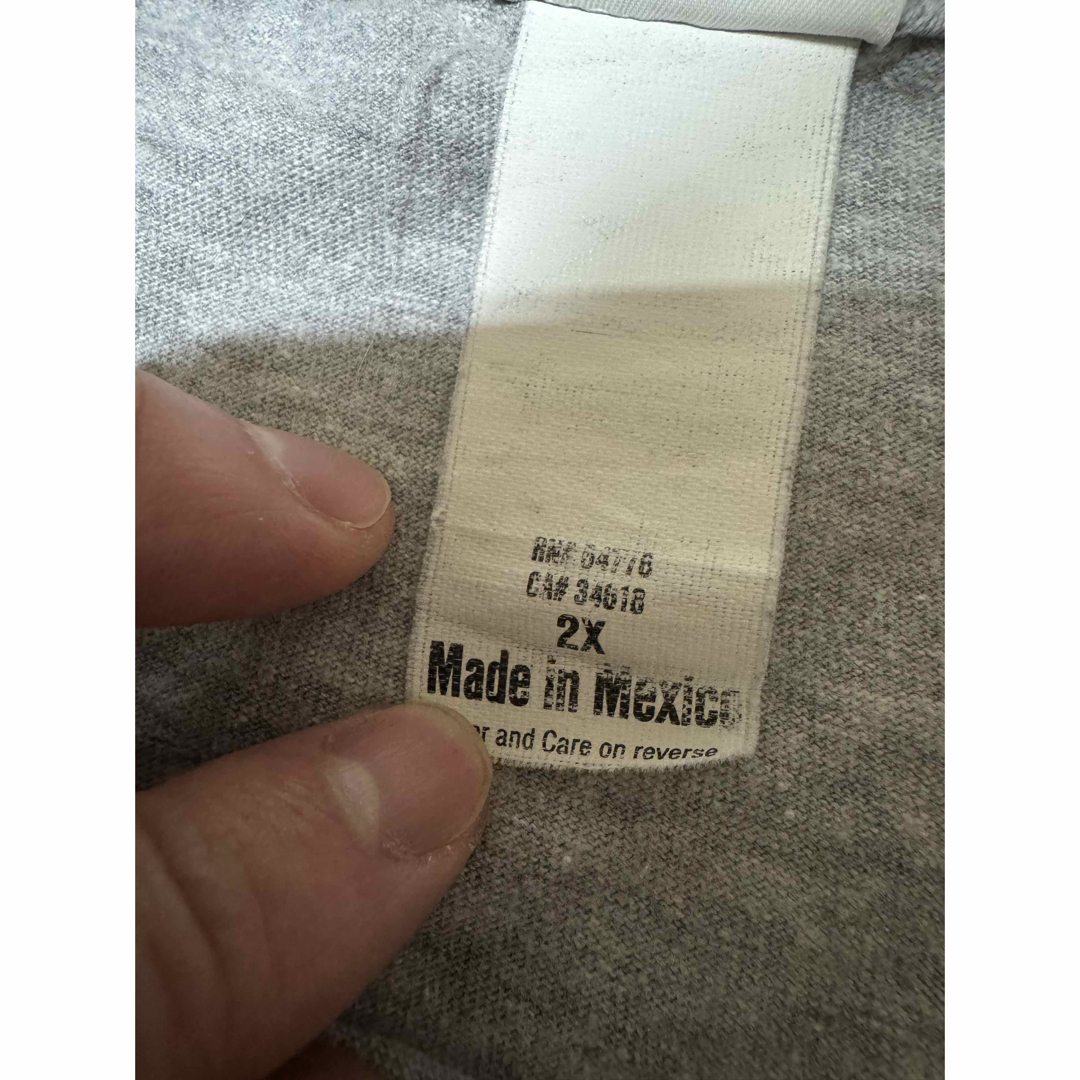 RN# 54776
CA# 34618
2X
Made in Mexico
and Care on reverse